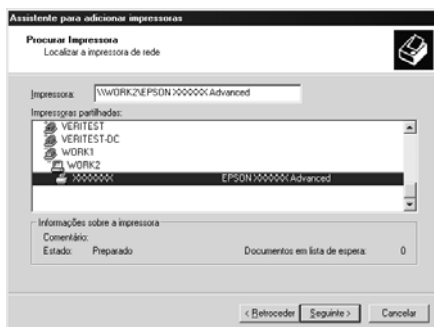 Assistente para adicionar impressoras
Procurar Impressora
Localizar a impressora de rede
Impressora: \\WORK2\EPSON XXXXXX Advanced
Impressoras partilhadas:
VERITEST
VERITEST-DC
WORK1
WORK2
XXXXXXX EPSON XXXXXX Advanced
Informações sobre a impressora
Comentário:
Estado: Preparado Documentos em lista de espera: 0
< Retroceder Seguinte > Cancelar